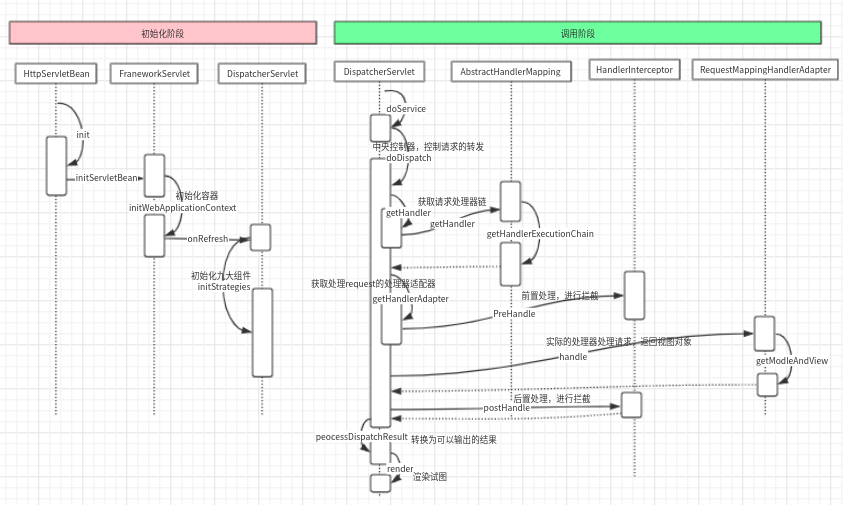 初始化阶段
调用阶段
HttpServletBean
FraneworkServlet
DispatcherServlet
DispatcherServlet
AbstractHandlerMapping
HandlerInterceptor
RequestMappingHandlerAdapter
doService
init
中央控制器，控制请求的转发
doDispatch
initServletBean
初始化容器
initWebApplicationContext
获取请求处理器链
getHandler
getHandler
getHandlerExecutionChain
onRefresh
初始化九大组件
initStrategies
获取处理request的处理器适配器
getHandlerAdapter
前置处理，进行拦截
PreHandle
实际的处理器处理请求，返回视图对象
handle
getModleAndView
后置处理，进行拦截
postHandle
peocessDispatchResult
转换为可以输出的结果
render
渲染试图